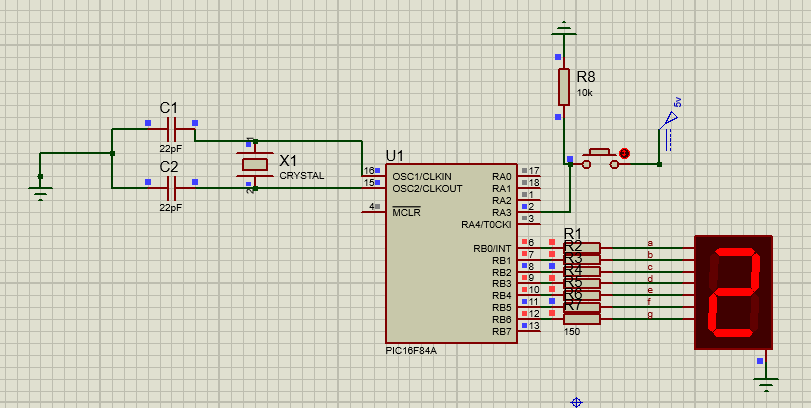 R8
10k
5v
C1
22pF
C2
22pF
X1
CRYSTAL
1
2
U1
16
15
4
OSC1/CLKIN
OSC2/CLKOUT
MCLR
RA0
RA1
RA2
RA3
RA4/T0CKI
RB0/INT
RB1
RB2
RB3
RB4
RB5
RB6
RB7
17
18
1
2
3
6
7
8
9
10
11
12
13
PIC16F84A
R1
R2
R3
R4
R5
R6
R7
150
a
b
c
d
e
f
g
2